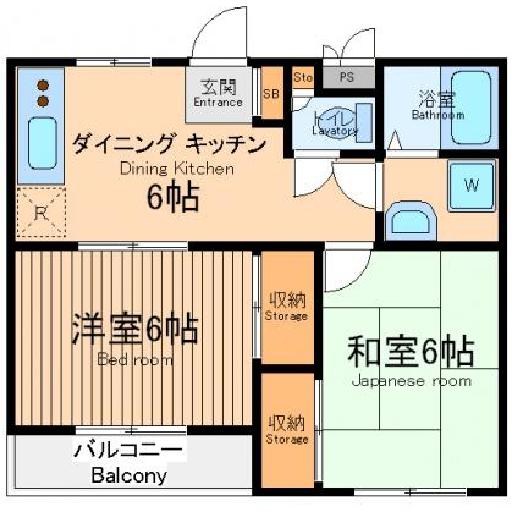 玄関
Entrance
SB
Sto
PS
トイレ
Lavatory
浴室
Bathroom
ダイニング キッチン
Dining Kitchen
6帖
R
W
洋室6帖
Bed room
収納
Storage
和室6帖
Japanese room
収納
Storage
バルコニー
Balcony